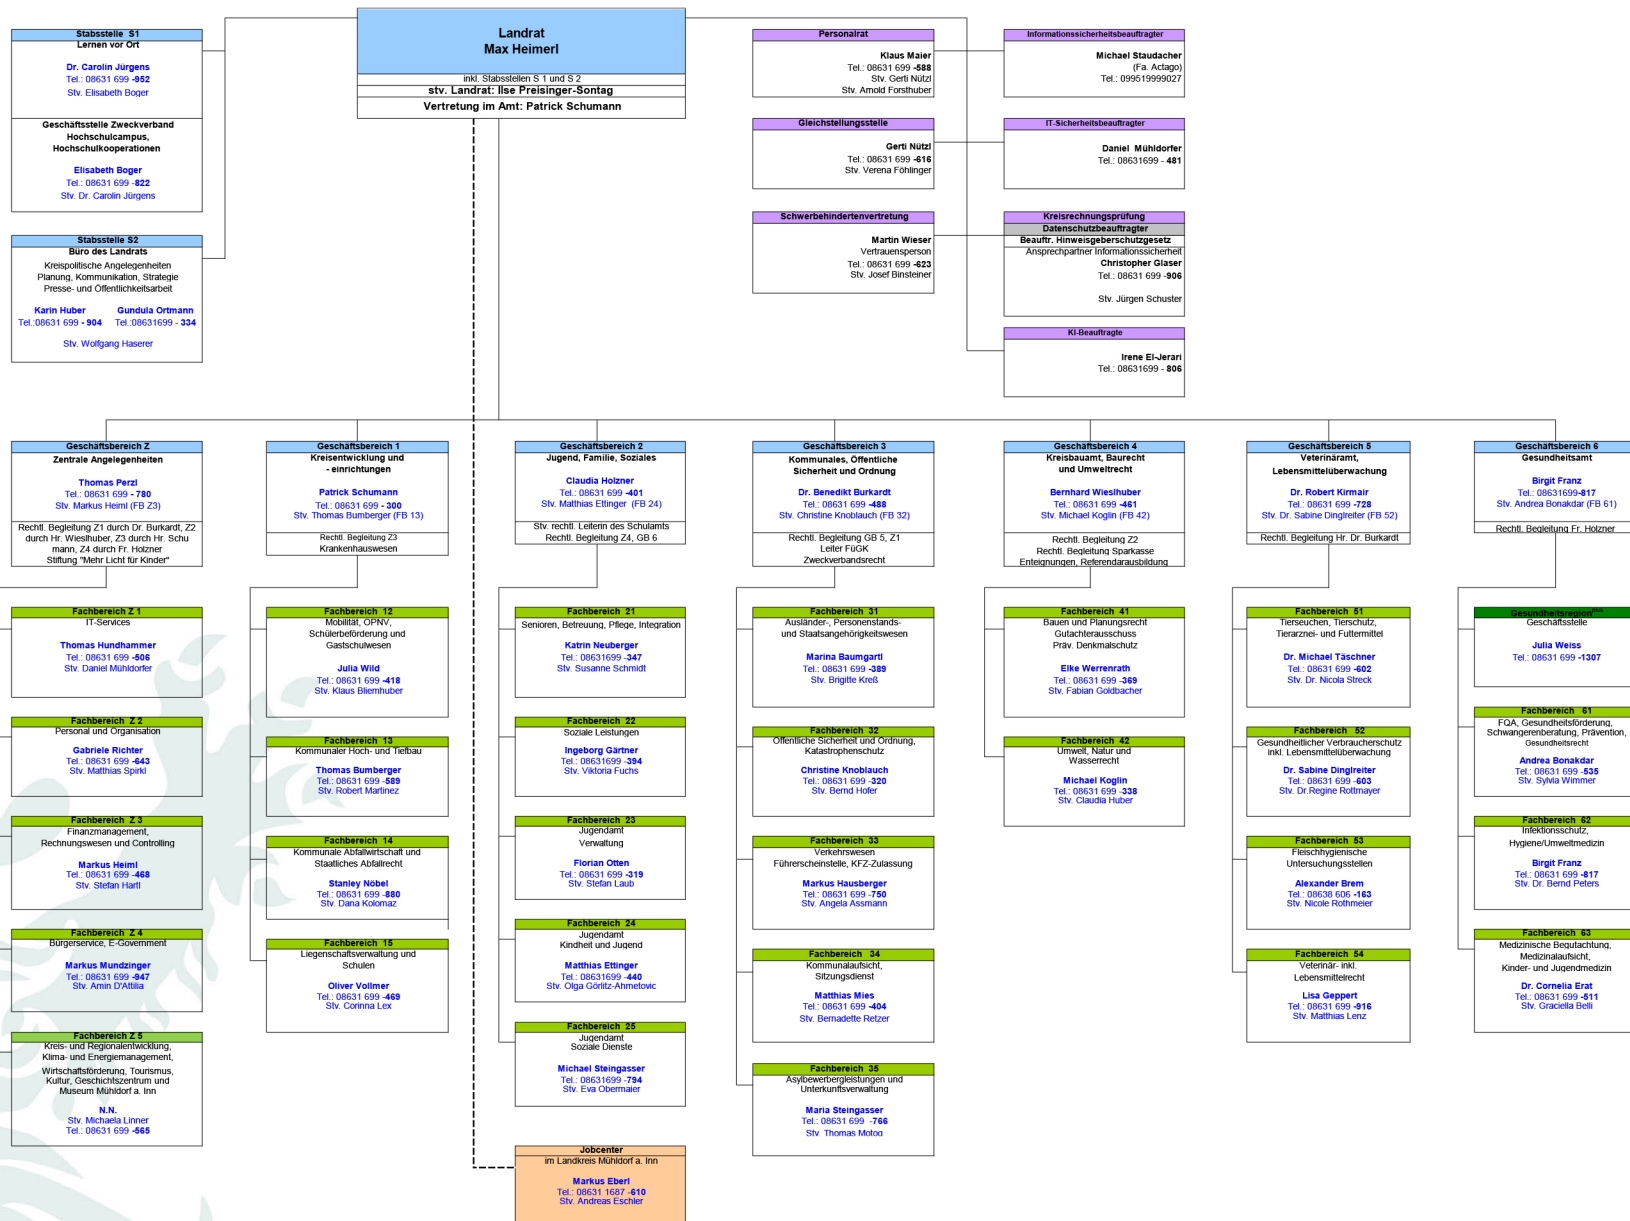 Stabsstelle S1
Lernen vor Ort
Dr. Carolin Jürgens
Tel.: 08631 699 -952
Stv. Elisabeth Boger
Geschäftsstelle Zweckverband
Hochschulcampus,
Hochschulkooperationen
Elisabeth Boger
Tel.: 08631 699 -822
Stv. Dr. Carolin Jürgens
Stabsstelle S2
Büro des Landrats
Kreispolitische Angelegenheiten
Planung, Kommunikation, Strategie
Presse- und Öffentlichkeitsarbeit
Karin Huber Gundula Ortmann
Tel.:08631 699 - 904 Tel.:08631699 - 334
Stv. Wolfgang Haserer
Landrat
Max Heimerl
inkl. Stabsstellen S 1 und S 2
stv. Landrat: Ilse Preisinger-Sontag
Vertretung im Amt: Patrick Schumann
Personalrat
Klaus Maier
Tel.: 08631 699 -588
Stv. Gerti Nützl
Stv. Arnold Forsthuber
Gleichstellungsstelle
Gerti Nützl
Tel.: 08631 699 -616
Stv. Verena Föhlinger
Schwerbehindertenvertretung
Martin Wieser
Vertrauensperson
Tel.: 08631 699 -623
Stv. Josef Binsteiner
Informationssicherheitsbeauftragter
Michael Staudacher
(Fa. Actago)
Tel.: 099519999027
IT-Sicherheitsbeauftragter
Daniel Mühldorfer
Tel.: 08631699 - 481
Kreisrechnungsprüfung
Datenschutzbeauftragter
Beauftr. Hinweisgeberschutzgesetz
Ansprechpartner Informationssicherheit
Christopher Glaser
Tel.: 08631 699 -906
Stv. Jürgen Schuster
KI-Beauftragte
Irene El-Jerari
Tel.: 08631699 - 806
Geschäftsbereich Z
Zentrale Angelegenheiten
Thomas Perzl
Tel.: 08631 699 - 780
Stv. Markus Heiml (FB Z3)
Rechtl. Begleitung Z1 durch Dr. Burkardt, Z2
durch Hr. Wieslhuber, Z3 durch Hr. Schu
mann, Z4 durch Fr. Holzner
Stiftung "Mehr Licht für Kinder"
Fachbereich Z 1
IT-Services
Thomas Hundhammer
Tel.: 08631 699 -506
Stv. Daniel Mühldorfer
Fachbereich Z 2
Personal und Organisation
Gabriele Richter
Tel.: 08631 699 -643
Stv. Matthias Spirkl
Fachbereich Z 3
Finanzmanagement,
Rechnungswesen und Controlling
Markus Heiml
Tel.: 08631 699 -468
Stv. Stefan Hartl
Fachbereich Z 4
Bürgerservice, E-Government
Markus Mundzinger
Tel.: 08631 699 -947
Stv. Amin D'Attilia
Fachbereich Z 5
Kreis- und Regionalentwicklung,
Klima- und Energiemanagement,
Wirtschaftsförderung, Tourismus,
Kultur, Geschichtszentrum und
Museum Mühldorf a. Inn
N.N.
Stv. Michaela Linner
Tel.: 08631 699 -565
Geschäftsbereich 1
Kreisentwicklung und
- einrichtungen
Patrick Schumann
Tel.: 08631 699 - 300
Stv. Thomas Bumberger (FB 13)
Rechtl. Begleitung Z3
Krankenhauswesen
Fachbereich 12
Mobilität, ÖPNV,
Schülerbeförderung und
Gastschulwesen
Julia Wild
Tel.: 08631 699 -418
Stv. Klaus Bliemhuber
Fachbereich 13
Kommunaler Hoch- und Tiefbau
Thomas Bumberger
Tel.: 08631 699 -589
Stv. Robert Martinez
Fachbereich 14
Kommunale Abfallwirtschaft und
Staatliches Abfallrecht
Stanley Nöbel
Tel.: 08631 699 -880
Stv. Dana Kolomaz
Fachbereich 15
Liegenschaftsverwaltung und
Schulen
Oliver Vollmer
Tel.: 08631 699 -469
Stv. Corinna Lex
Geschäftsbereich 2
Jugend, Familie, Soziales
Claudia Holzner
Tel.: 08631 699 -401
Stv. Matthias Ettinger (FB 24)
Stv. rechtl. Leiterin des Schulamts
Rechtl. Begleitung Z4, GB 6
Fachbereich 21
Senioren, Betreuung, Pflege, Integration
Katrin Neuberger
Tel.: 08631699 -347
Stv. Susanne Schmidt
Fachbereich 22
Soziale Leistungen
Ingeborg Gärtner
Tel.: 08631699 -394
Stv. Viktoria Fuchs
Fachbereich 23
Jugendamt
Verwaltung
Florian Otten
Tel.: 08631 699 -319
Stv. Stefan Laub
Fachbereich 24
Jugendamt
Kindheit und Jugend
Matthias Ettinger
Tel.: 08631699 -440
Stv. Olga Görlitz-Ahmetovic
Fachbereich 25
Jugendamt
Soziale Dienste
Michael Steingasser
Tel.: 08631699 -794
Stv. Eva Obermaier
Jobcenter
im Landkreis Mühldorf a. Inn
Markus Eberl
Tel.: 08631 1687 -610
Stv. Andreas Eschler
Geschäftsbereich 3
Kommunales, Öffentliche
Sicherheit und Ordnung
Dr. Benedikt Burkardt
Tel.: 08631 699 -488
Stv. Christine Knoblauch (FB 32)
Rechtl. Begleitung GB 5, Z1
Leiter FüGK
Zweckverbandsrecht
Fachbereich 31
Ausländer-, Personenstands-
und Staatsangehörigkeitswesen
Marina Baumgartl
Tel.: 08631 699 -389
Stv. Brigitte Kreß
Fachbereich 32
Öffentliche Sicherheit und Ordnung,
Katastrophenschutz
Christine Knoblauch
Tel.: 08631 699 -320
Stv. Bernd Hofer
Fachbereich 33
Verkehrswesen
Führerscheinstelle, KFZ-Zulassung
Markus Hausberger
Tel.: 08631 699 -750
Stv. Angela Assmann
Fachbereich 34
Kommunalaufsicht,
Sitzungsdienst
Matthias Mies
Tel.: 08631 699 -404
Stv. Bernadette Retzer
Fachbereich 35
Asylbewerbergleistungen und
Unterkunftsverwaltung
Maria Steingasser
Tel.: 08631 699 -766
Stv. Thomas Motog
Geschäftsbereich 4
Kreisbauamt, Baurecht
und Umweltrecht
Bernhard Wieslhuber
Tel.: 08631 699 -461
Stv. Michael Koglin (FB 42)
Rechtl. Begleitung Z2
Rechtl. Begleitung Sparkasse
Enteignungen, Referendarausbildung
Fachbereich 41
Bauen und Planungsrecht
Gutachterausschuss
Präv. Denkmalschutz
Elke Werrenrath
Tel.: 08631 699 -369
Stv. Fabian Goldbacher
Fachbereich 42
Umwelt, Natur und
Wasserrecht
Michael Koglin
Tel.: 08631 699 -338
Stv. Claudia Huber
Geschäftsbereich 5
Veterinäramt,
Lebensmittelüberwachung
Dr. Robert Kirmair
Tel.: 08631 699 -728
Stv. Dr. Sabine Dinglreiter (FB 52)
Rechtl. Begleitung Hr. Dr. Burkardt
Fachbereich 51
Tierseuchen, Tierschutz,
Tierarznei- und Futtermittel
Dr. Michael Täschner
Tel.: 08631 699 -602
Stv. Dr. Nicola Streck
Fachbereich 52
Gesundheitlicher Verbraucherschutz
inkl. Lebensmittelüberwachung
Dr. Sabine Dinglreiter
Tel.: 08631 699 -603
Stv. Dr.Regine Rottmayer
Fachbereich 53
Fleischhygienische
Untersuchungsstellen
Alexander Brem
Tel.: 08638 606 -163
Stv. Nicole Rothmeier
Fachbereich 54
Veterinär- inkl.
Lebensmittelrecht
Lisa Geppert
Tel.: 08631 699 -916
Stv. Matthias Lenz
Geschäftsbereich 6
Gesundheitsamt
Birgit Franz
Tel.: 08631699-817
Stv. Andrea Bonakdar (FB 61)
Rechtl. Begleitung Fr. Holzner
Gesundheitsregion plus
Geschäftsstelle
Julia Weiss
Tel.: 08631 699 -1307
Fachbereich 61
FQA, Gesundheitsförderung,
Schwangerenberatung, Prävention,
Gesundheitsrecht
Andrea Bonakdar
Tel.: 08631 699 -535
Stv. Sylvia Wimmer
Fachbereich 62
Infektionsschutz,
Hygiene/Umweltmedizin
Birgit Franz
Tel.: 08631 699 -817
Stv. Dr. Bernd Peters
Fachbereich 63
Medizinische Begutachtung,
Medizinalaufsicht,
Kinder- und Jugendmedizin
Dr. Cornelia Erat
Tel.: 08631 699 -511
Stv. Graciella Belli